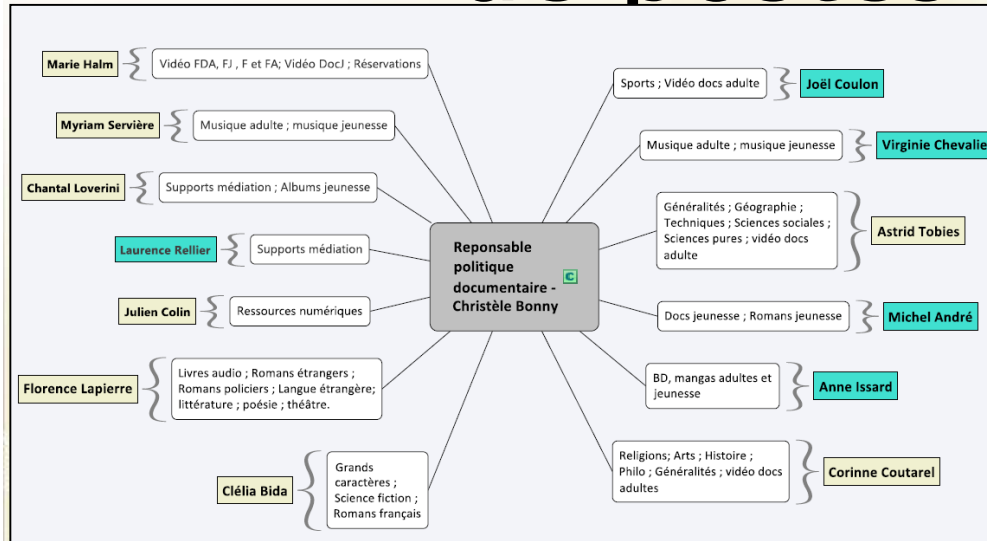 Marie Halm
Vidéo FDA, FJ , F et FA; Vidéo DocJ ; Réservations
Myriam Servière
Musique adulte ; musique jeunesse
Chantal Loverini
Supports médiation ; Albums jeunesse
Laurence Rellier
Supports médiation
Julien Colin
Ressources numériques
Florence Lapierre
Livres audio ; Romans étrangers ;
Romans policiers ; Langue étrangère;
littérature ; poésie ; théâtre.
Clélia Bida
Grands
caractères ;
Science fiction ;
Romans français
Reponsable
politique
documentaire -
Christèle Bonny
C
Sports ; Vidéo docs adulte
Joël Coulon
Musique adulte ; musique jeunesse
Virginie Chevalie
Généralités ; Géographie ;
Techniques ; Sciences sociales ;
Sciences pures ; vidéo docs
adulte
Astrid Tobies
Docs jeunesse ; Romans jeunesse
Michel André
BD, mangas adultes et
jeunesse
Anne Issard
Religions; Arts ; Histoire ;
Philo ; Généralités ; vidéo docs
adultes
Corinne Coutarel